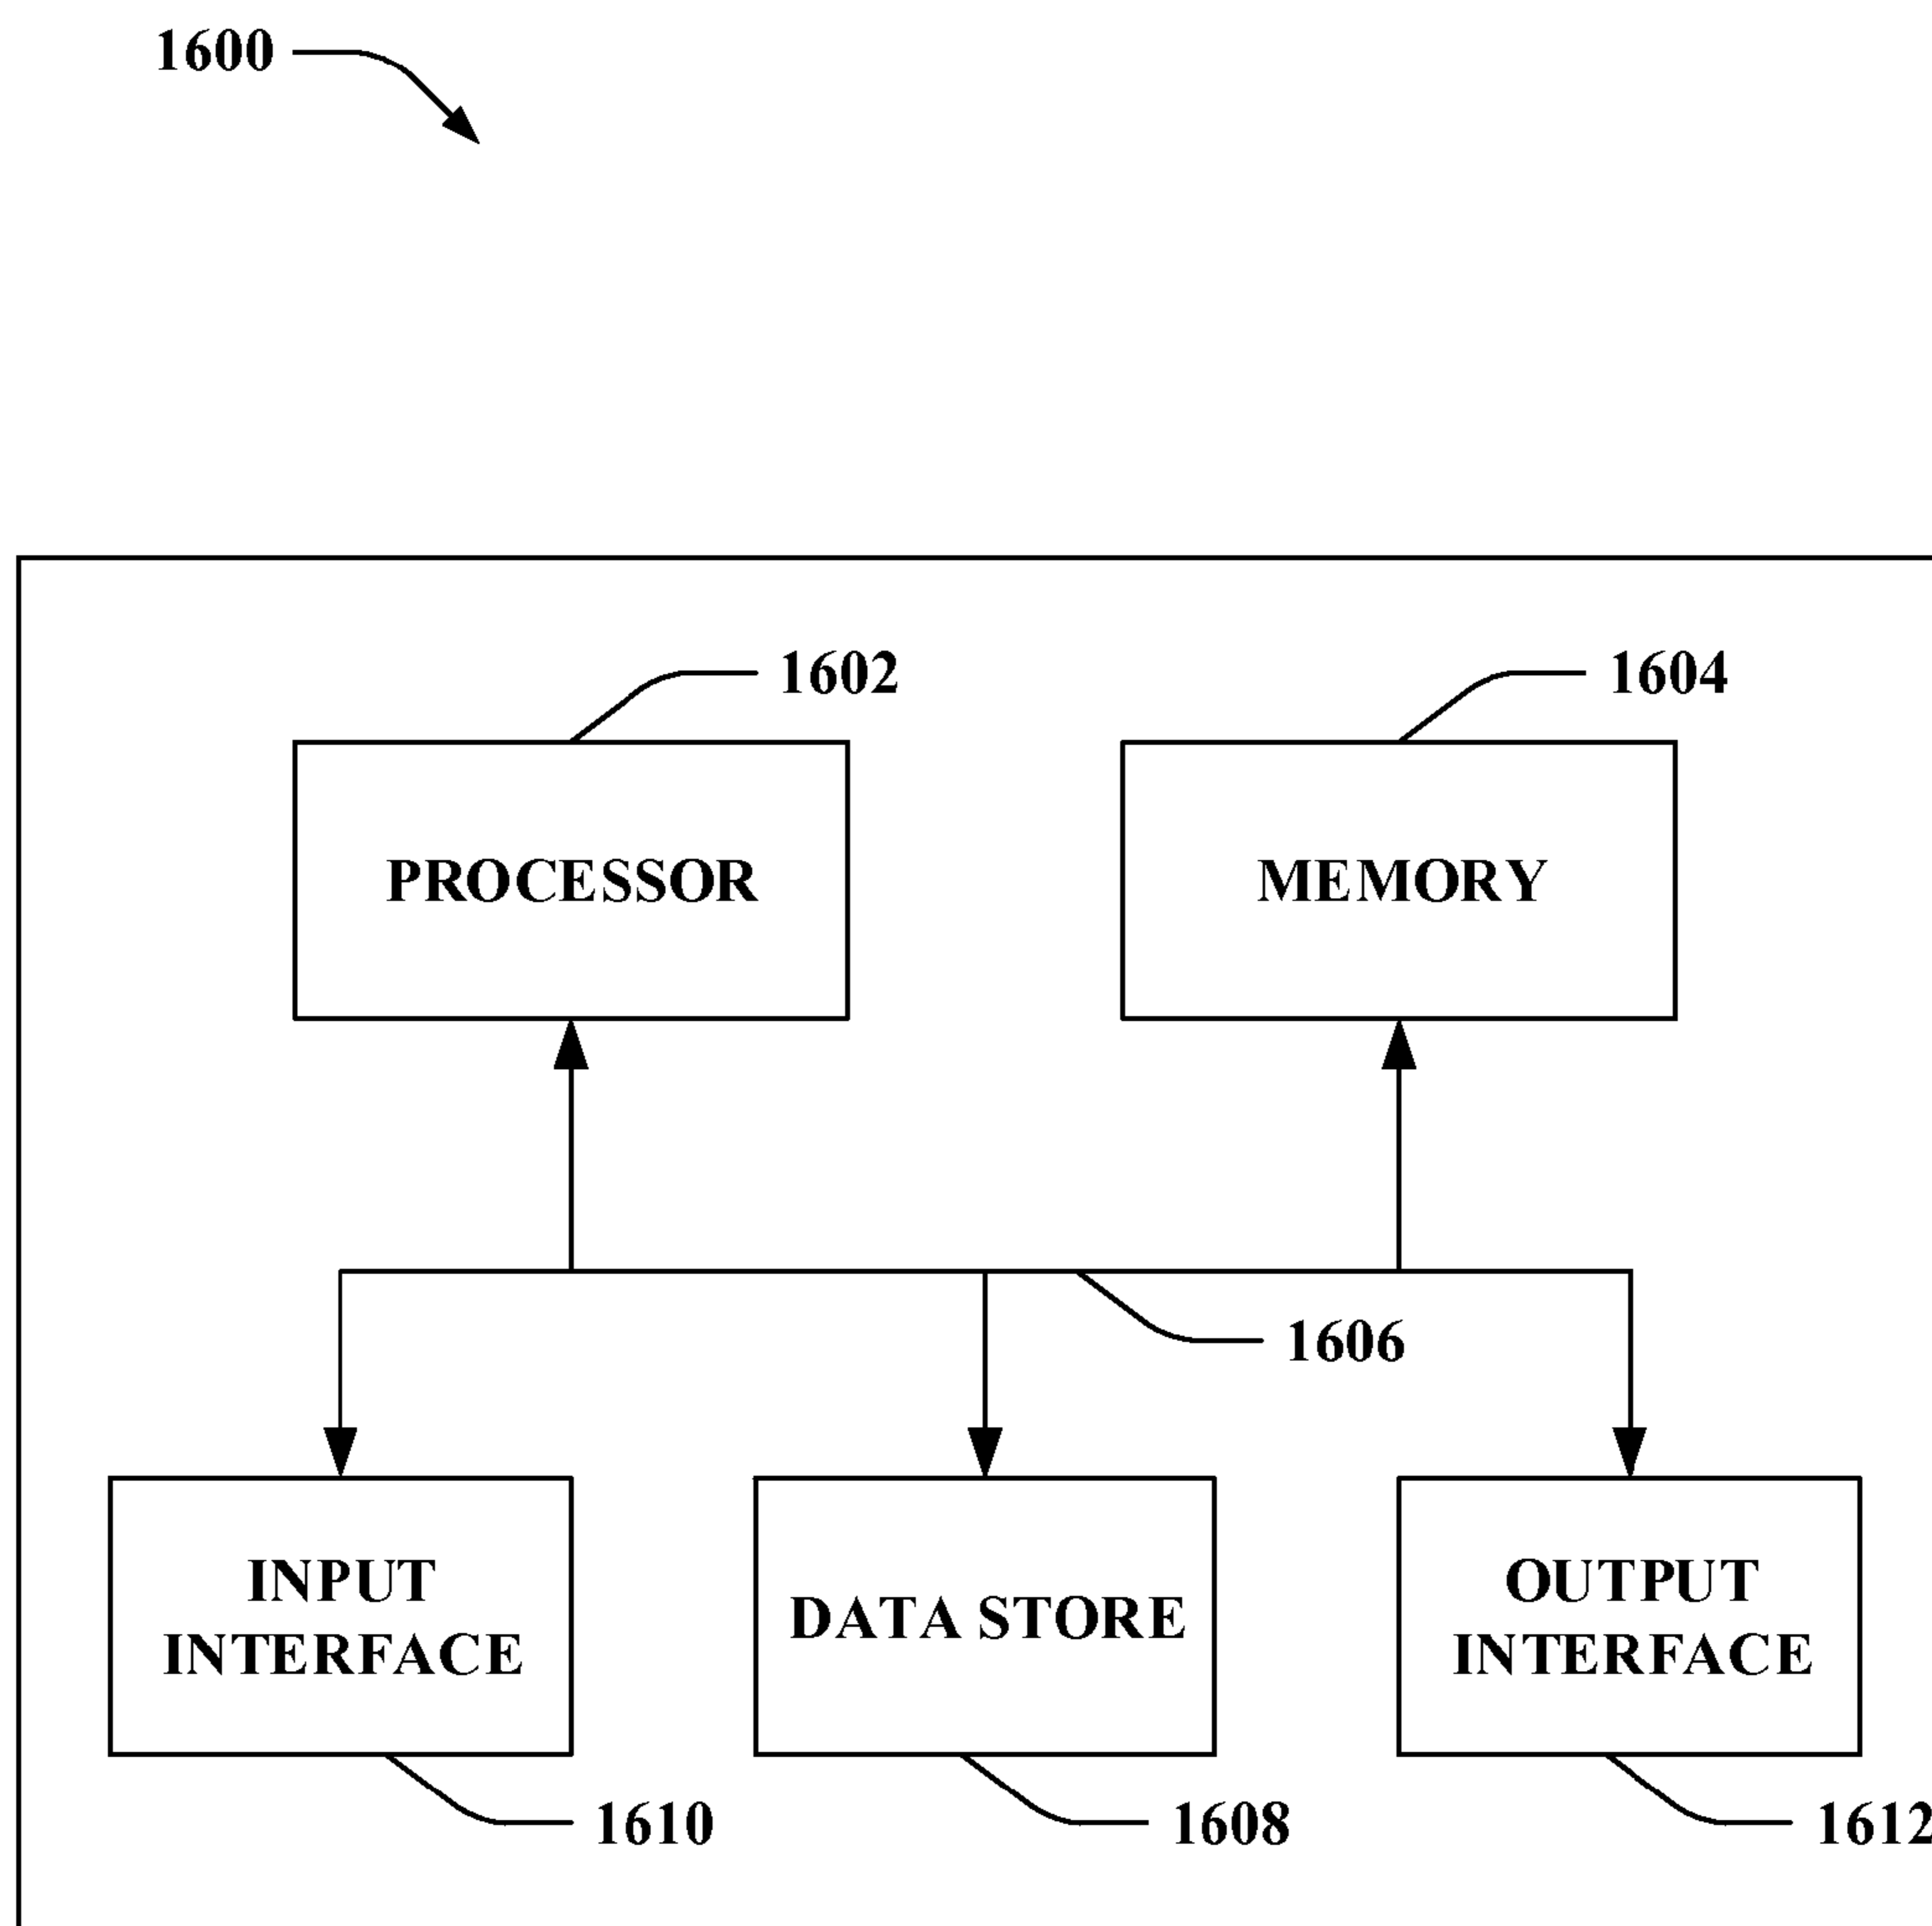 1600
1602
1604
PROCESSOR
MEMORY
1606
INPUT
INTERFACE
DATA STORE
OUTPUT
INTERFACE
1610
1608
1612